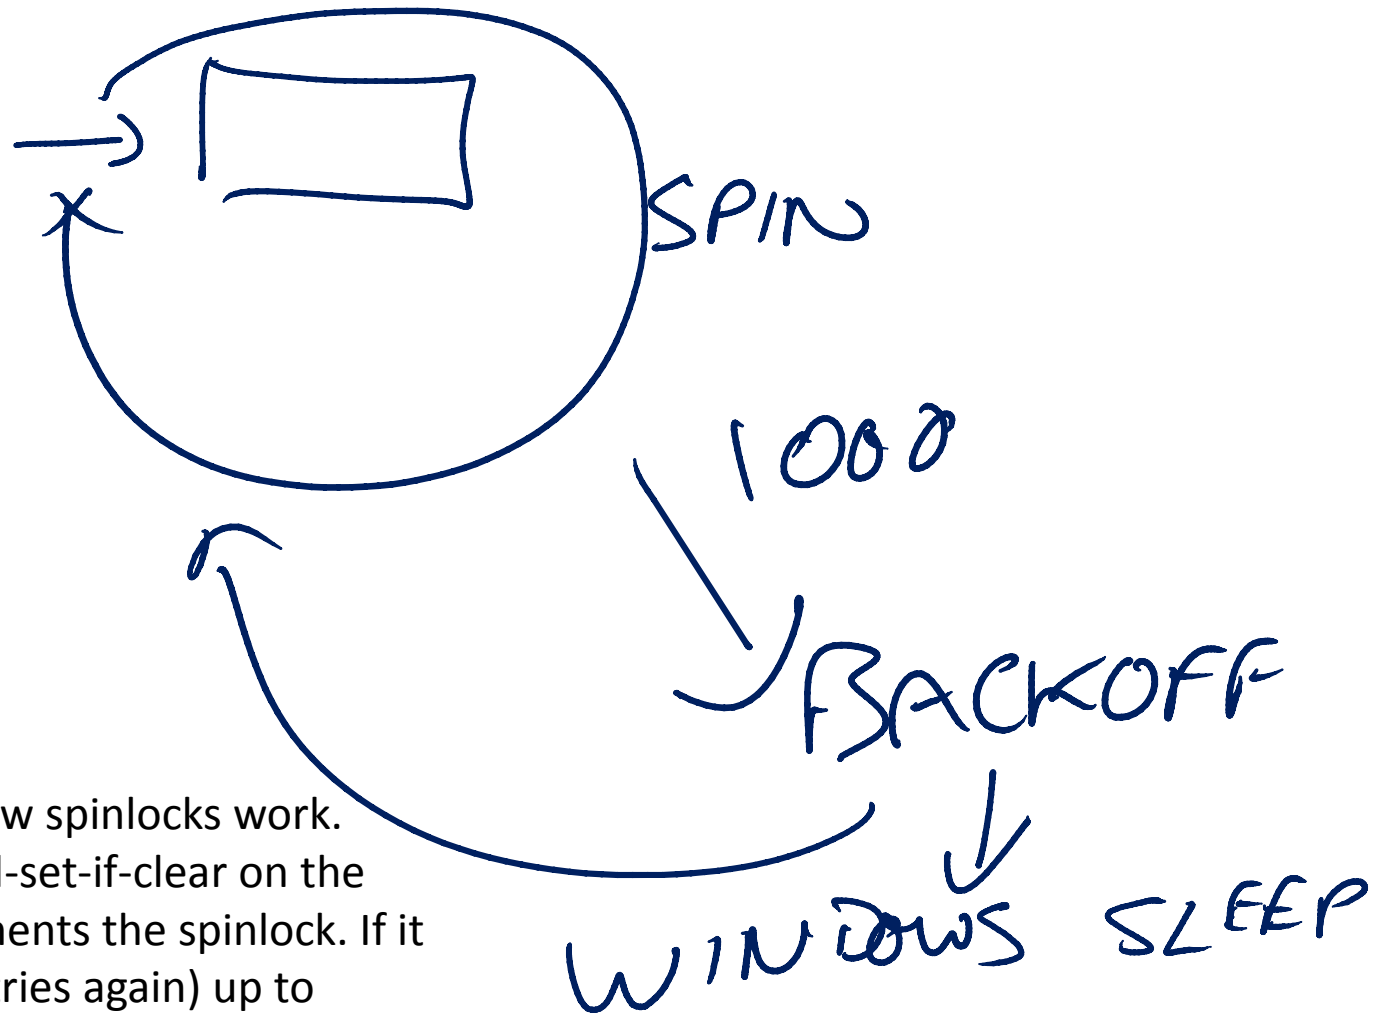 SPIN
1000
BACKOFF
WINDOWS SLEEP
w spinlocks work.
-set-if-clear on the
ents the spinlock. If it
ries again) up to